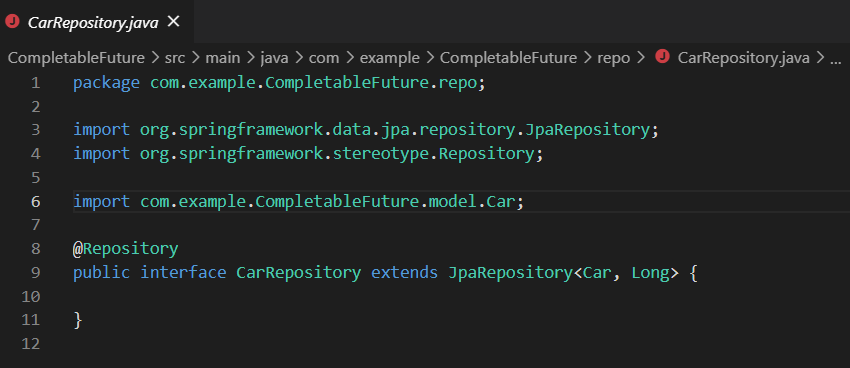 J CarRepository.java ×
CompletableFuture > src > main > java > com > example > CompletableFuture > repo > J CarRepository.java > ...
1 package com.example.CompletableFuture.repo;
2
3 import org.springframework.data.jpa.repository.JpaRepository;
4 import org.springframework.stereotype.Repository;
5
6 import com.example.CompletableFuture.model.Car;
7
8 @Repository
9 public interface CarRepository extends JpaRepository<Car, Long> {
10
11 }
12